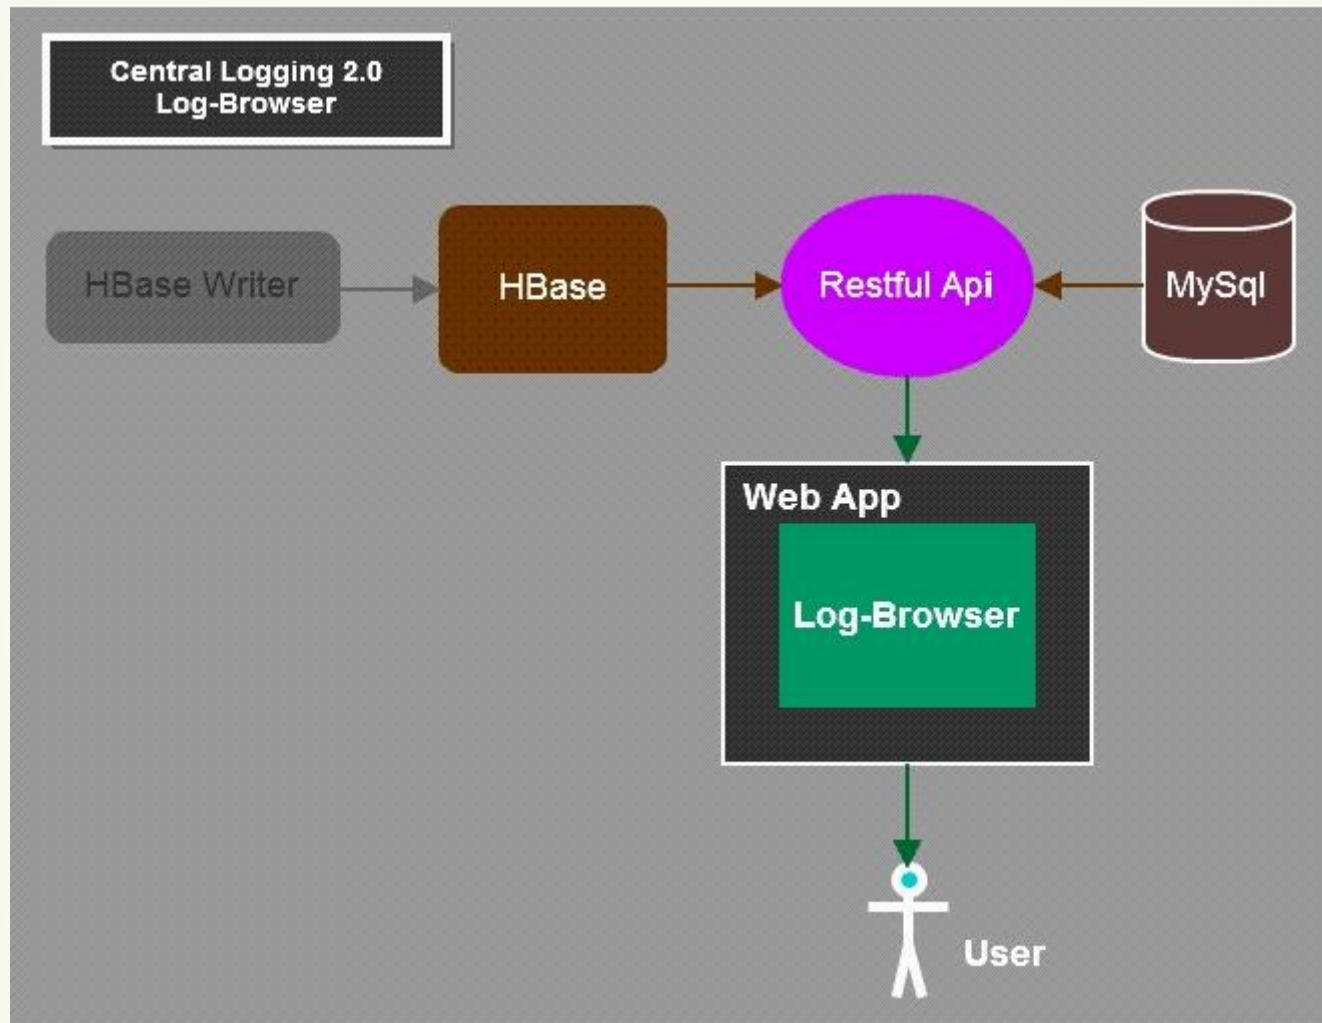 Central Logging 2.0
Log-Browser
HBase Writer
HBase
Restful Api
MySql
Web App
Log-Browser
User